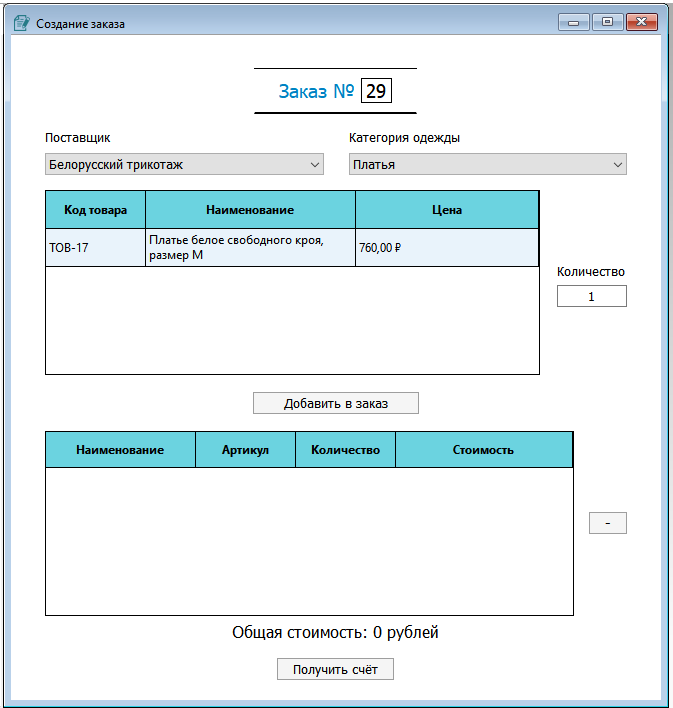 Создание заказа
Заказ № 29
Поставщик
Категория одежды
Белорусский трикотаж
Платья
Код товара
Наименование
Цена
ТОВ-17
Платье белое свободного кроя,
размер М
760,00 ₽
Количество
1
Добавить в заказ
Наименование
Артикул
Количество
Стоимость
-
Общая стоимость: 0 рублей
Получить счёт